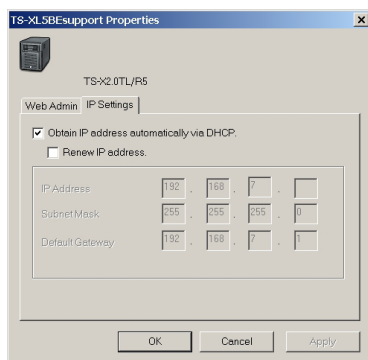 TS-XL5BEsupport Properties
TS-X2.0TL/R5
Web Admin IP Settings
Obtain IP address automatically via DHCP.
Renew IP address.
IP Address 192 . 168 . 7 .
Subnet Mask 255 . 255 . 255 . 0
Default Gateway 192 . 168 . 7 . 1
OK Cancel Apply